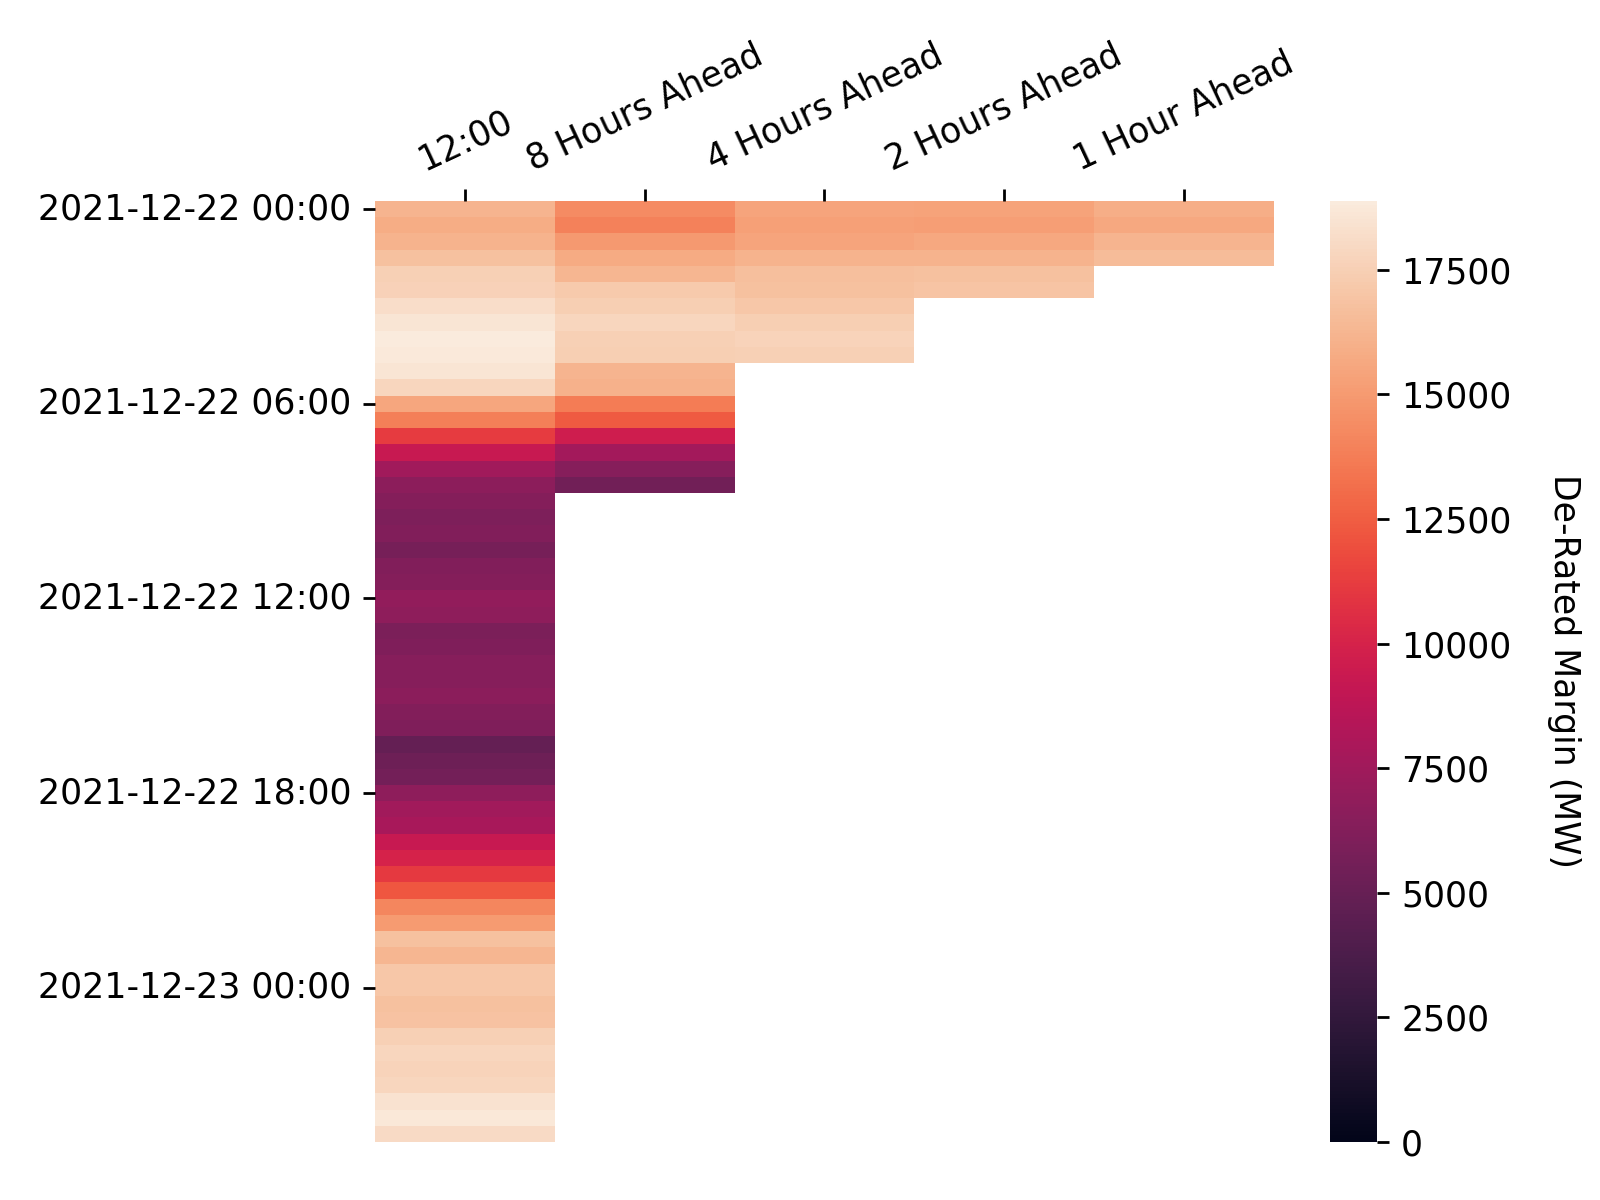 12:00
8 Hours Ahead
4 Hours Ahead
2 Hours Ahead
1 Hour Ahead
2021-12-22 00:00
2021-12-22 06:00
2021-12-22 12:00
2021-12-22 18:00
2021-12-23 00:00
17500
15000
12500
10000
7500
5000
2500
0
De-Rated Margin (MW)